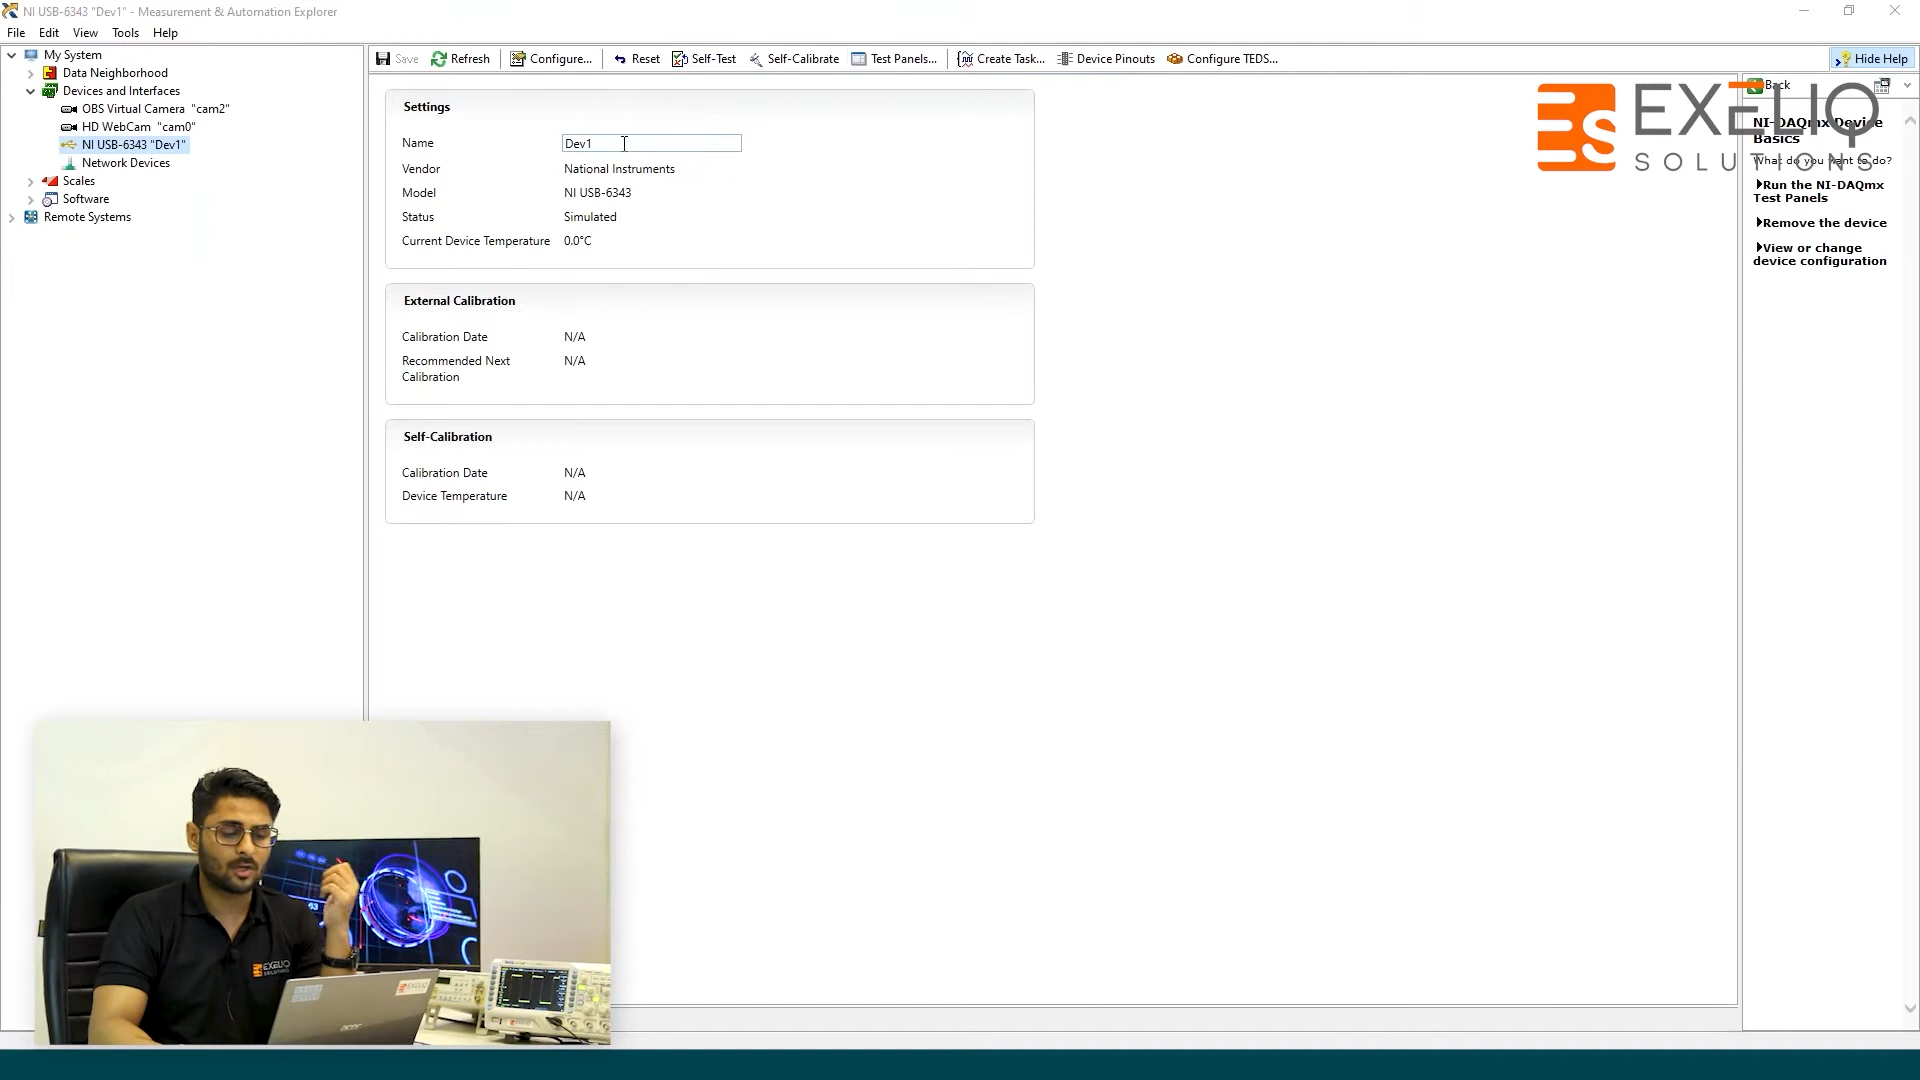 NI USB-6343 "Dev1" - Measurement & Automation Explorer
File Edit View Tools Help
My System
Data Neighborhood
Devices and Interfaces
OBS Virtual Camera "cam2"
HD WebCam "cam0"
NI USB-6343 "Dev1"
Network Devices
Scales
Software
Remote Systems
Save Refresh Configure... Reset Self-Test Self-Calibrate Test Panels... Create Task... Device Pinouts Configure TEDS... Hide Help
Settings
Name Dev1
Vendor National Instruments
Model NI USB-6343
Status Simulated
Current Device Temperature 0.0°C
External Calibration
Calibration Date N/A
Recommended Next N/A
Calibration
Self-Calibration
Calibration Date N/A
Device Temperature N/A
Back
NI-DAQmx Device
Basics
What do you want to do?
Run the NI-DAQmx
Test Panels
Remove the device
View or change
device configuration
EXELIQ
SOLUTIONS
EXELIQ
SOLUTIONS
EXELIQ
acer
63